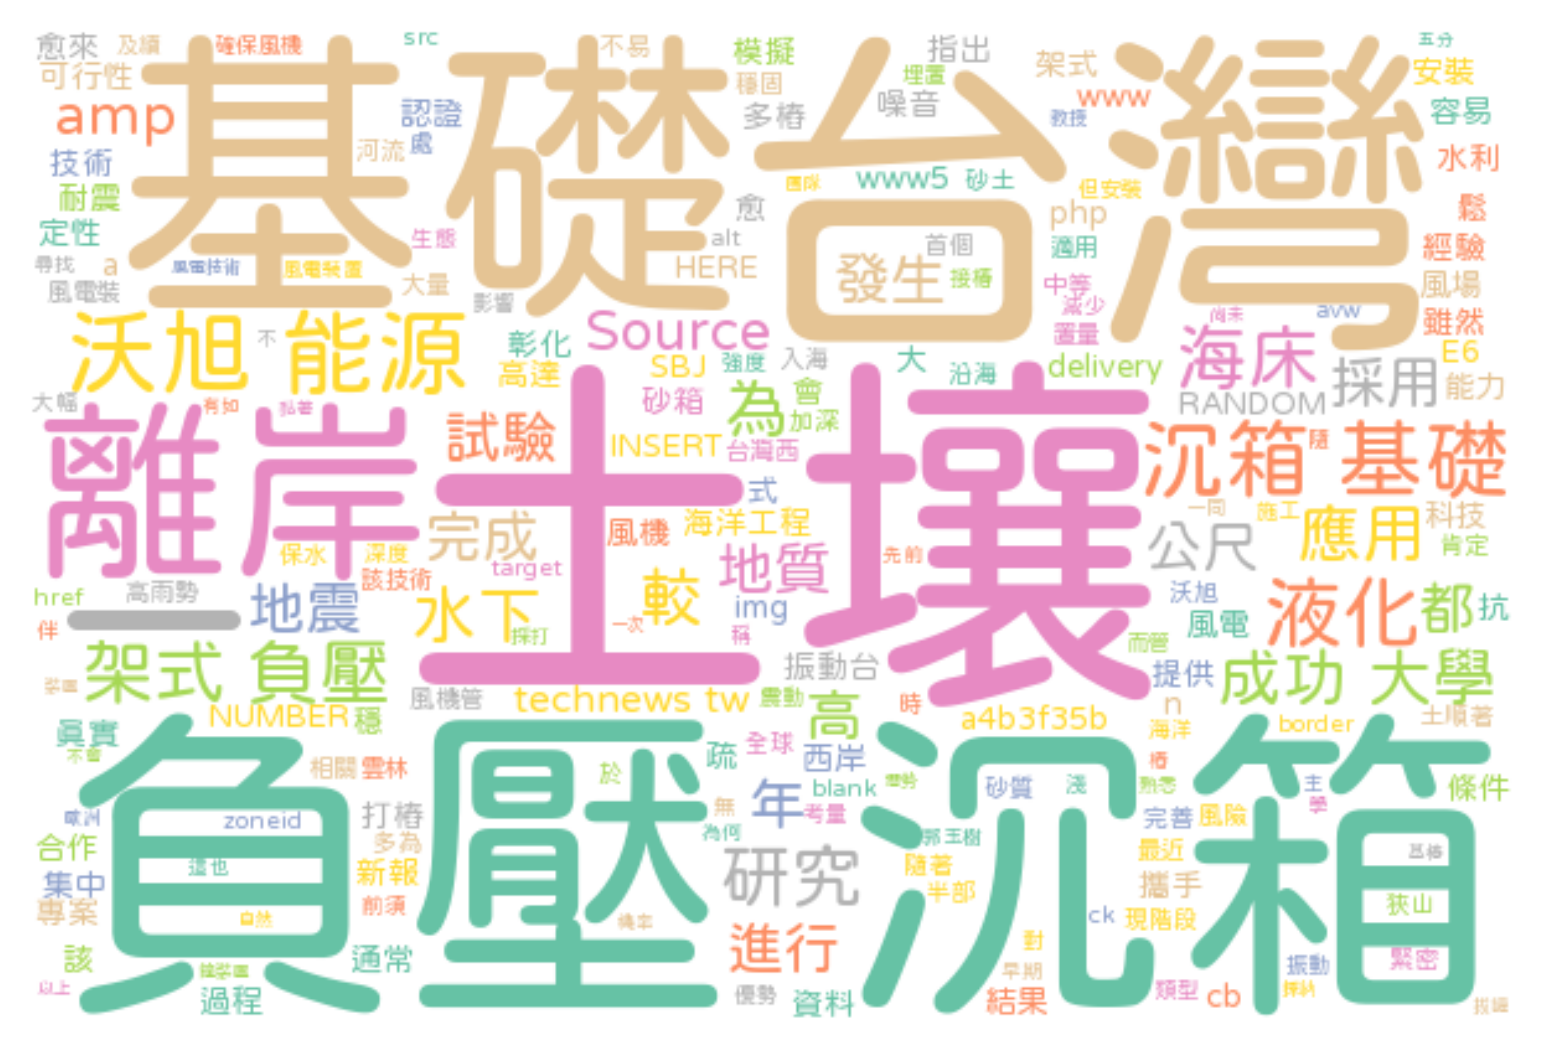 愈來 及續 確保風機 src 不易 模擬 指出 架式 五分
可行性 穩固 埋置 安裝
基礎 台灣
amp 認證 多樁 噪音 www 教授 容易
技術 河流 處 水利
耐震 團隊 www5 砂土 但安裝
定性 生態 愈 php 鬆
尋找 a 風電技術 風電裝置 alt 首個 適用 經驗
風電裝 大量 影響 HERE 發生 接樁 中等 風場
減少 尚未 avw
沃旭 能源 不 彰化 Source 置量 雖然
高達 SBJ 強度 入海 大 沿海 delivery 海床 E6
大幅 有如 黏著 砂箱 為 會 RANDOM 採用 能力
離岸 土壤
試驗 INSERT 加深 台灣西 沉箱 隨 基礎
式 一同 施工 科技
完成 風機 海洋工程 公尺 應用
保水 深度 該技術 target 地質 先前 肯定
href 高雨勢 一 地震 水下 較 img 沃旭 液化 都 抗
伴 採打 一次 稱 風電
架式 負壓 振動台 而管 提供 成功 大學
風機管 technews tw 震動 高 時 n
NUMBER 穩 a4b3f35b 海洋 border 土順著
真實 不會
負壓 沉箱
相關 雲林 於 疏 全球 西岸 樁
歐洲 zoneid 打樁 無 年 blank 考量 砂質 淺 熟悉 主 條件
合作 這也 多為 為何 郭玉樹 完善 風險 學
集中 新報 研究 隨著 最近
專案 自然 前須 機率 半部 攜手 狹山
ck 現階段
該 通常 進行 對 振動 緊密
以上 過程 優勢 資料 早期 結果 類型 cb